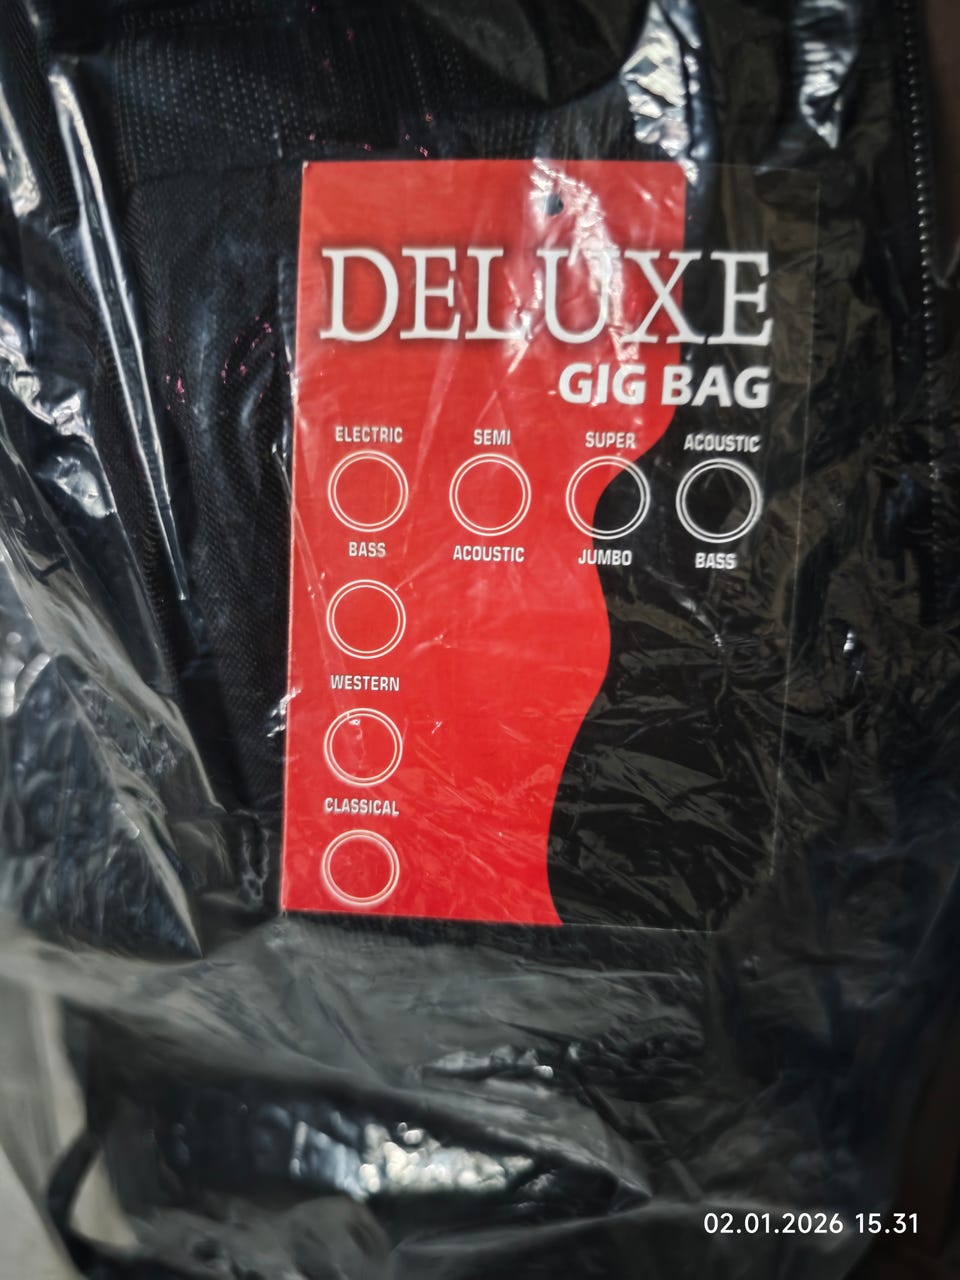 DELUXE
GIG BAG
ELECTRIC SEMI SUPER ACOUSTIC
BASS ACOUSTIC JUMBO BASS
WESTERN
CLASSICAL
02.01.2026 15.31